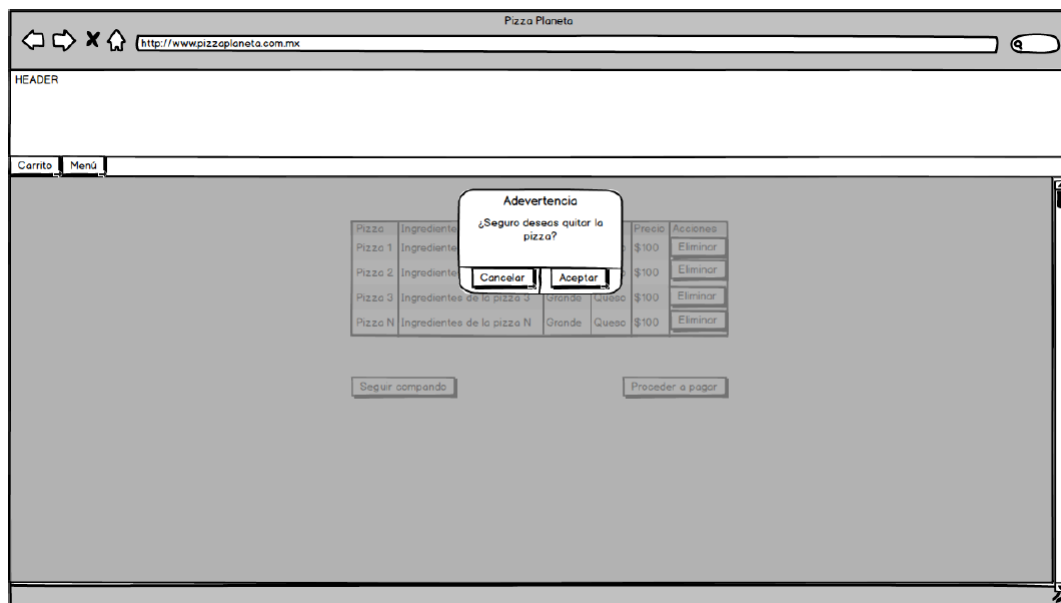 Pizza Planeta
http://www.pizzaplaneta.com.mx
HEADER
Carrito Menú
Adevertencia
¿Seguro deseas quitar la
pizza?
Cancelar Aceptar
Pizza Ingrediente Precio Acciones
Pizza 1 Ingrediente $100 Eliminar
Pizza 2 Ingrediente $100 Eliminar
Pizza 3 Ingredientes de la pizza 3 Grande Queso $100 Eliminar
Pizza N Ingredientes de la pizza N Grande Queso $100 Eliminar
Seguir compando Proceder a pagar